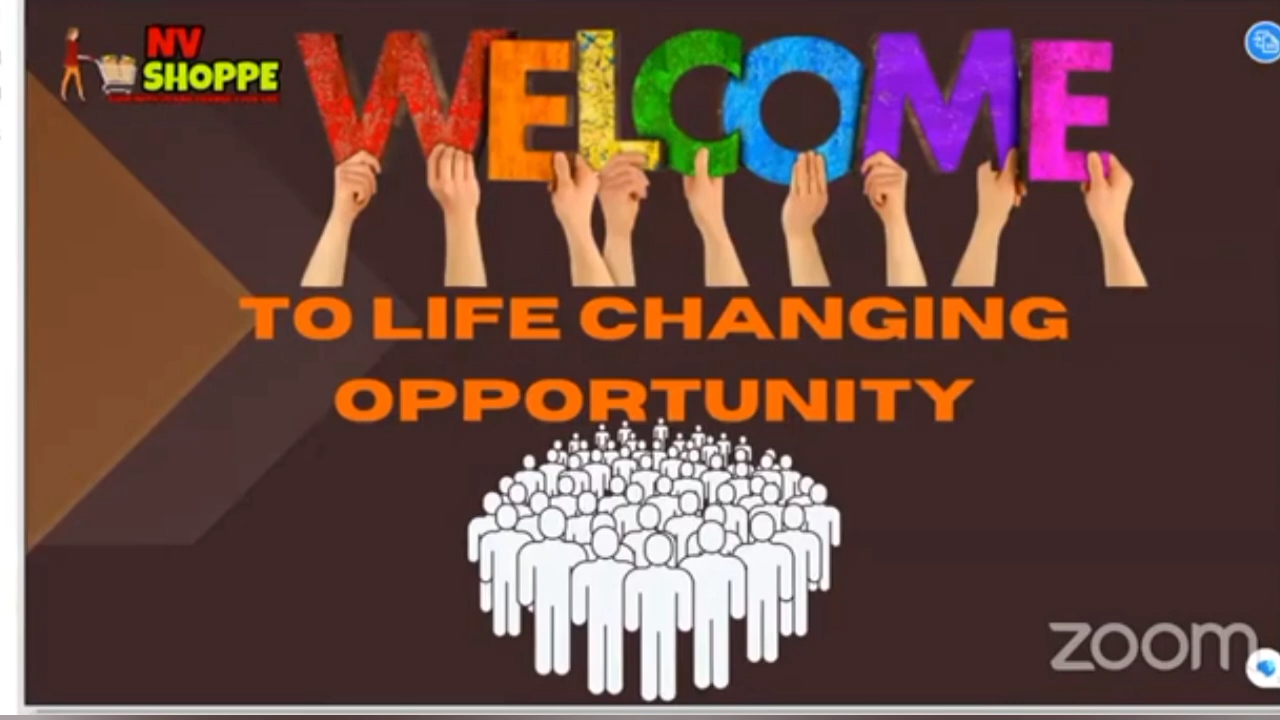 NV
SHOPPE
WELCOME
TO LIFE CHANGING
OPPORTUNITY
zoom